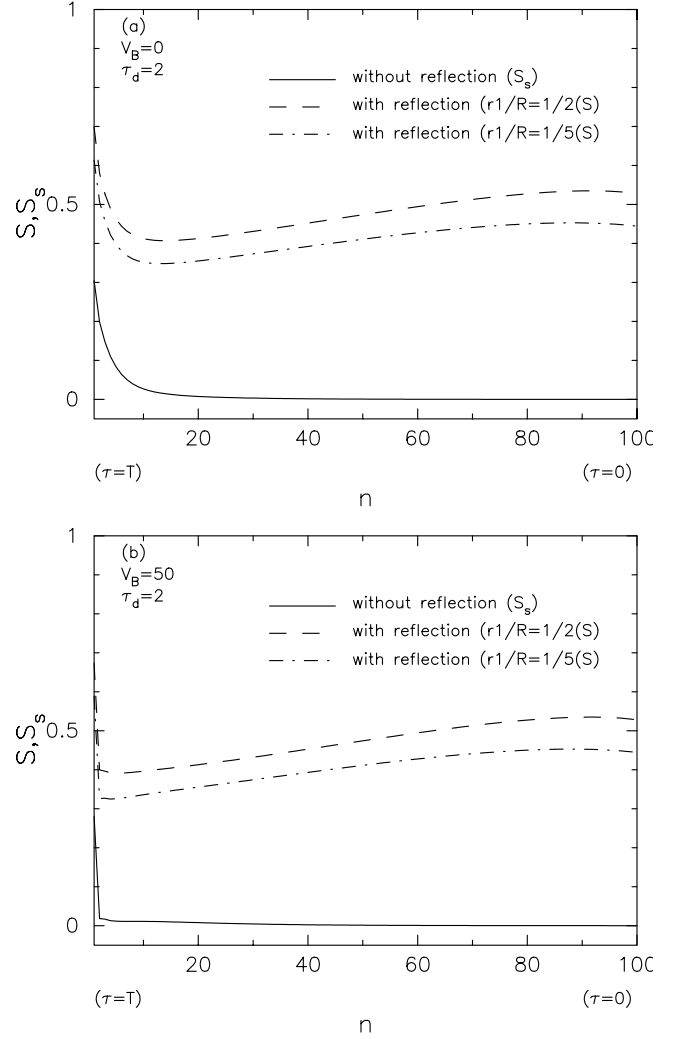 1
(a)
V_B=0
τ_d=2
without reflection (S_s)
with reflection (r1/R=1/2(S)
with reflection (r1/R=1/5(S)
S,S_s
0.5
0
20 40 60 80 100
(τ=T) (τ=0)
n
1
(b)
V_B=50
τ_d=2
without reflection (S_s)
with reflection (r1/R=1/2(S)
with reflection (r1/R=1/5(S)
S,S_s
0.5
0
20 40 60 80 100
(τ=T) (τ=0)
n